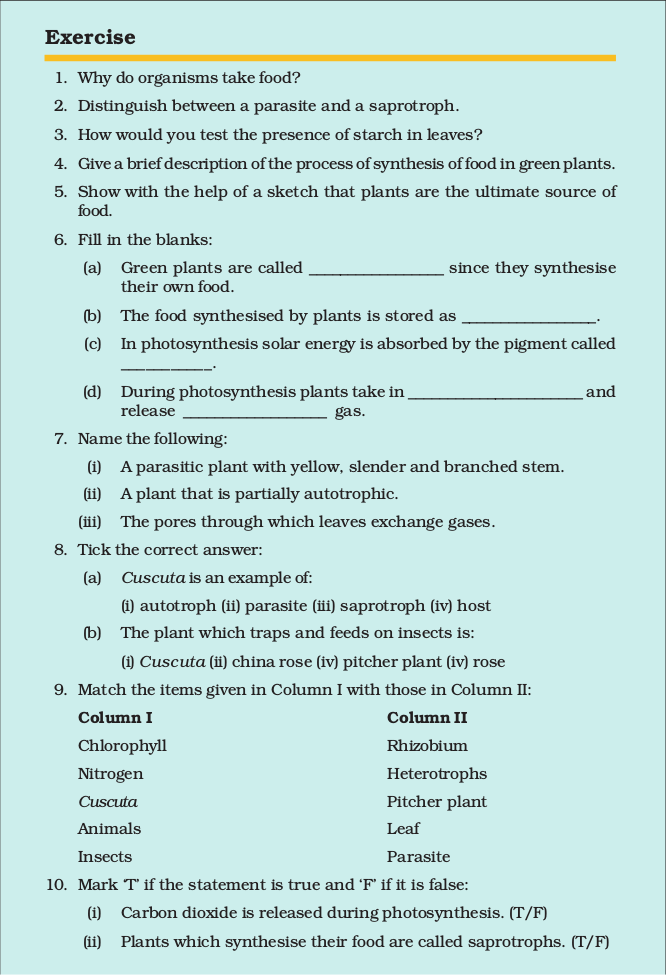 Exercise
1. Why do organisms take food?
2. Distinguish between a parasite and a saprotroph.
3. How would you test the presence of starch in leaves?
4. Give a brief description of the process of synthesis of food in green plants.
5. Show with the help of a sketch that plants are the ultimate source of
food.
6. Fill in the blanks:
(a) Green plants are called _________________ since they synthesise
their own food.
(b) The food synthesised by plants is stored as _________________.
(c) In photosynthesis solar energy is absorbed by the pigment called
___________.
(d) During photosynthesis plants take in ______________________ and
release __________________ gas.
7. Name the following:
(i) A parasitic plant with yellow, slender and branched stem.
(ii) A plant that is partially autotrophic.
(iii) The pores through which leaves exchange gases.
8. Tick the correct answer:
(a) Cuscuta is an example of:
(i) autotroph (ii) parasite (iii) saprotroph (iv) host
(b) The plant which traps and feeds on insects is:
(i) Cuscuta (ii) china rose (iv) pitcher plant (iv) rose
9. Match the items given in Column I with those in Column II:
Column I Column II
Chlorophyll Rhizobium
Nitrogen Heterotrophs
Cuscuta Pitcher plant
Animals Leaf
Insects Parasite
10. Mark ‘T’ if the statement is true and ‘F’ if it is false:
(i) Carbon dioxide is released during photosynthesis. (T/F)
(ii) Plants which synthesise their food are called saprotrophs. (T/F)